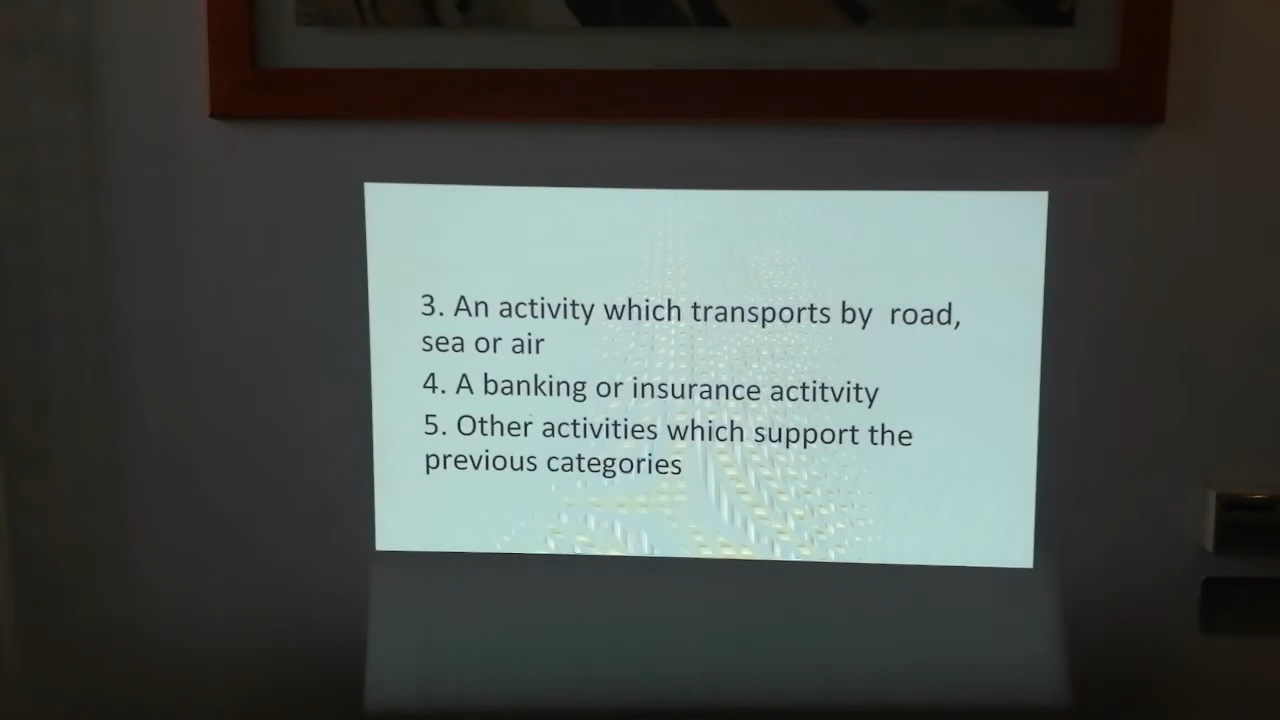 3. An activity which transports by  road,
sea or air
4. A banking or insurance actitvity
5. Other activities which support the
previous categories